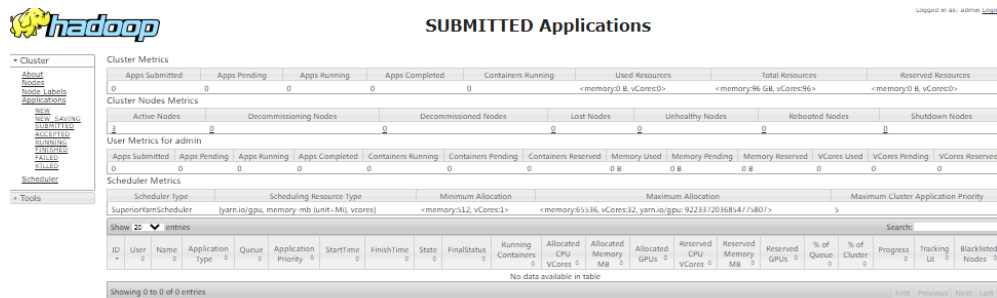 Logged in as: admin Logo
hadoop
SUBMITTED Applications
Cluster
About
Nodes
Node Labels
Applications
NEW
NEW_SAVING
SUBMITTED
ACCEPTED
RUNNING
FINISHED
FAILED
KILLED
Scheduler
Tools
Cluster Metrics
Apps Submitted Apps Pending Apps Running Apps Completed Containers Running Used Resources Total Resources Reserved Resources
0 0 0 0 0 <memory:0 B, vCores:0> <memory:96 GB, vCores:96> <memory:0 B, vCores:0>
Cluster Nodes Metrics
Active Nodes Decommissioning Nodes Decommissioned Nodes Lost Nodes Unhealthy Nodes Rebooted Nodes Shutdown Nodes
3 0 0 0 0 0 0
User Metrics for admin
Apps Submitted Apps Pending Apps Running Apps Completed Containers Running Containers Pending Containers Reserved Memory Used Memory Pending Memory Reserved VCores Used VCores Pending VCores Reserved
0 0 0 0 0 0 0 0 B 0 B 0 B 0 0 0
Scheduler Metrics
Scheduler Type Scheduling Resource Type Minimum Allocation Maximum Allocation Maximum Cluster Application Priority
SuperiorYarnScheduler [yarn.io/gpu, memory-mb (unit=Mi), vcores] <memory:512, vCores:1> <memory:65536, vCores:32, yarn.io/gpu: 9223372036854775807> 5
Show 20 entries Search:
ID User Name Application Type Queue Application Priority StartTime FinishTime State FinalStatus Running Containers Allocated CPU VCores Allocated Memory MB Allocated GPUs Reserved CPU VCores Reserved Memory MB Reserved GPUs % of Queue % of Cluster Progress Tracking UI Blacklisted Nodes
No data available in table
Showing 0 to 0 of 0 entries First Previous Next Last